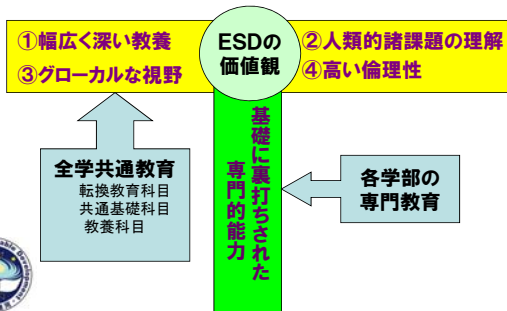 ①幅広く深い教養
③グローカルな視野
ESDの
価値観
②人類的諸課題の理解
④高い倫理性
基礎に裏打ちされた
専門的能力
全学共通教育
転換教育科目
共通基礎科目
教養科目
各学部の
専門教育